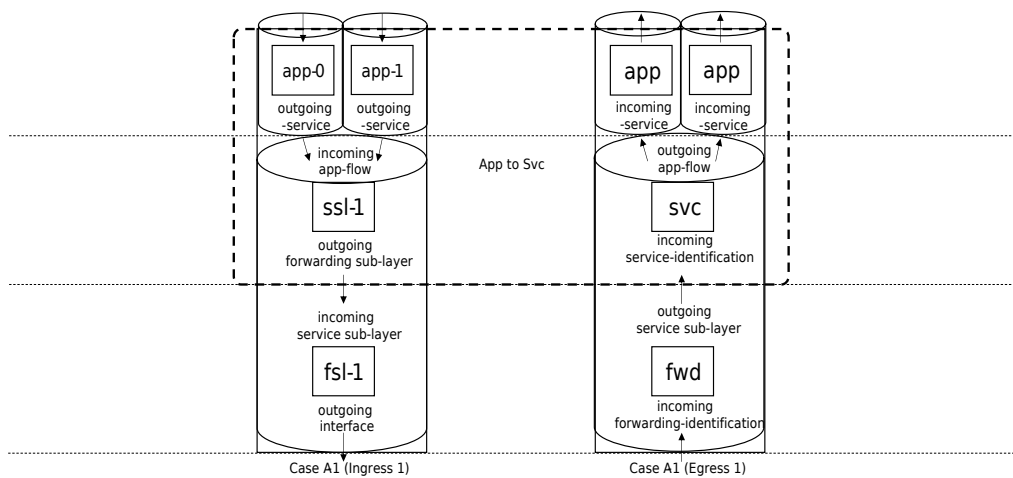 app-0
app-1
outgoing
-service
outgoing
-service
incoming
app-flow
ssl-1
outgoing
forwarding sub-layer
incoming
service sub-layer
fsl-1
outgoing
interface
Case A1 (Ingress 1)
App to Svc
app
app
incoming
-service
incoming
-service
outgoing
app-flow
svc
incoming
service-identification
outgoing
service sub-layer
fwd
incoming
forwarding-identification
Case A1 (Egress 1)